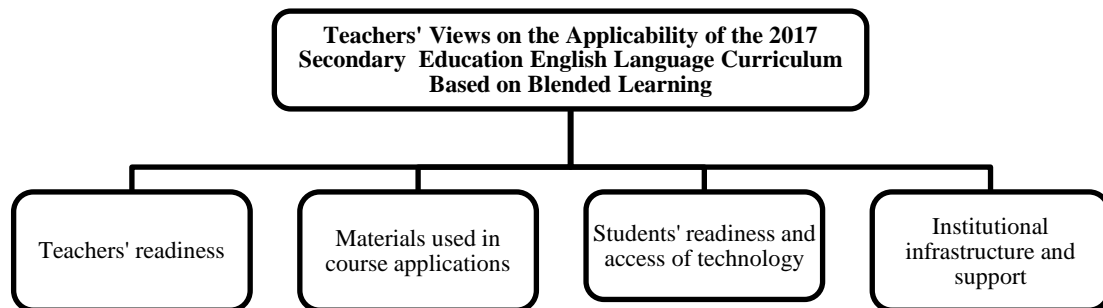 Teachers' Views on the Applicability of the 2017
Secondary Education English Language Curriculum
Based on Blended Learning
Teachers' readiness
Materials used in
course applications
Students' readiness and
access of technology
Institutional
infrastructure and
support